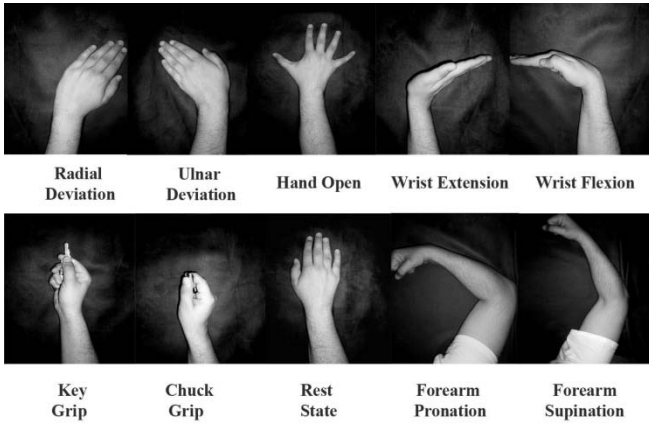 Radial
Deviation
Ulnar
Deviation
Hand Open
Wrist Extension
Wrist Flexion
Key
Grip
Chuck
Grip
Rest
State
Forearm
Pronation
Forearm
Supination